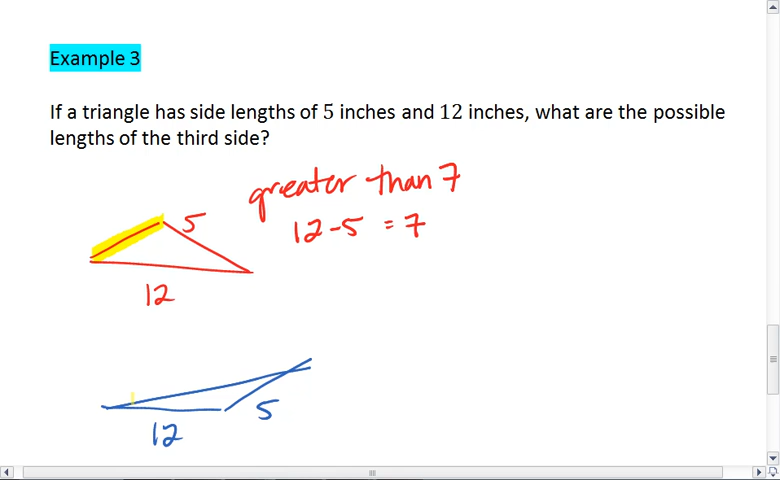 Example 3
If a triangle has side lengths of 5 inches and 12 inches, what are the possible
lengths of the third side?
greater than 7
5
12-5 = 7
12
5
12